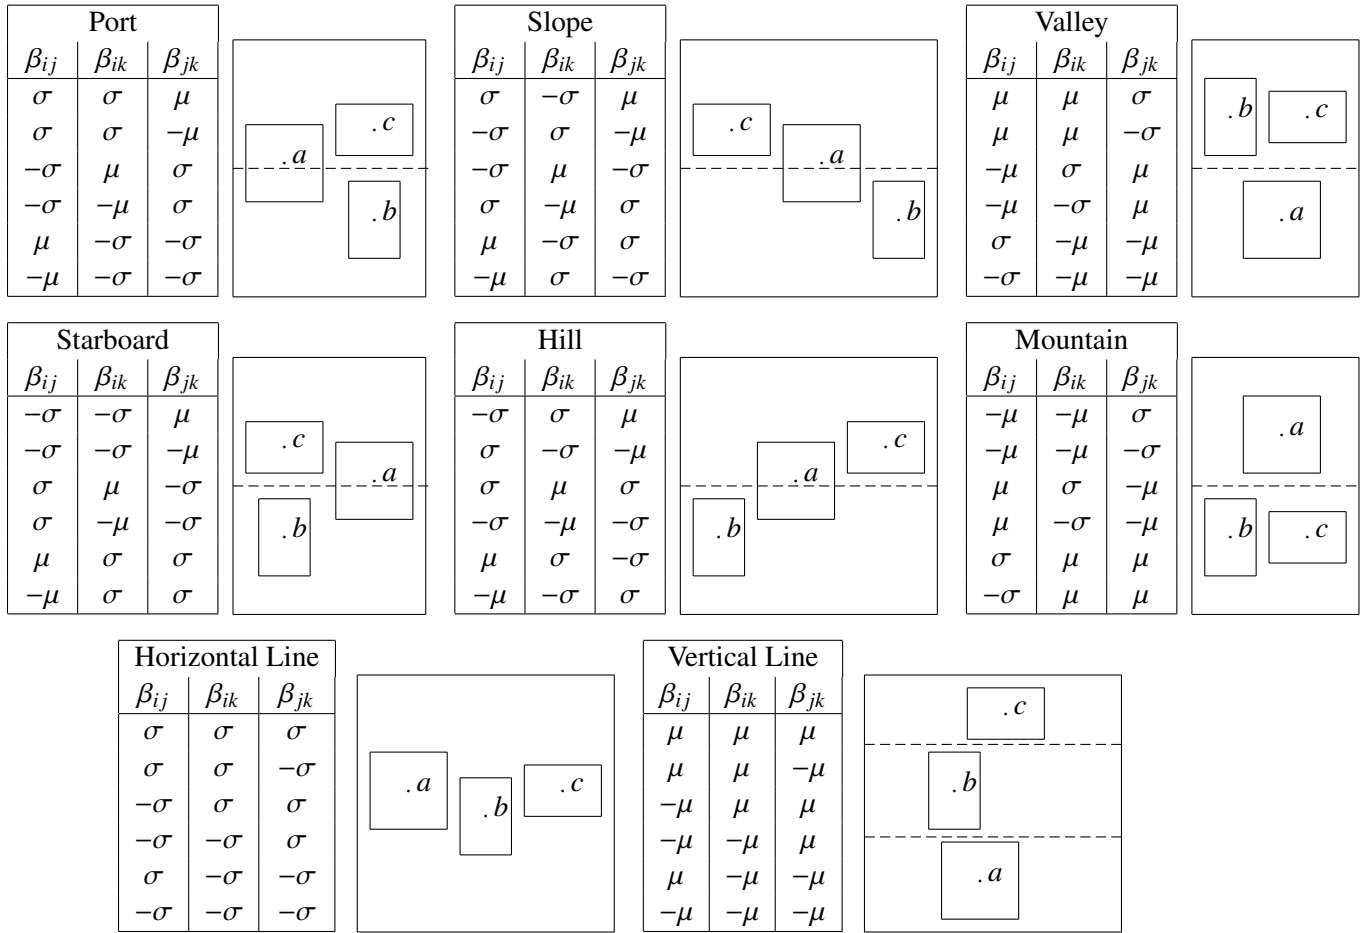 Port
βij βik βjk
σ σ μ
σ σ −μ
−σ μ σ
−σ −μ σ
μ −σ −σ
−μ −σ −σ
. a
. c
. b
Slope
βij βik βjk
σ −σ μ
−σ σ −μ
−σ μ −σ
σ −μ σ
μ −σ σ
−μ σ −σ
. c
. a
. b
Valley
βij βik βjk
μ μ σ
μ μ −σ
−μ σ μ
−μ −σ μ
σ −μ −μ
−σ −μ −μ
. b
. c
. a
Starboard
βij βik βjk
−σ −σ μ
−σ −σ −μ
σ μ −σ
σ −μ −σ
μ σ σ
−μ σ σ
. c
. a
. b
Hill
βij βik βjk
−σ σ μ
σ −σ −μ
σ μ σ
−σ −μ −σ
μ σ −σ
−μ −σ σ
. c
. a
. b
Mountain
βij βik βjk
−μ −μ σ
−μ −μ −σ
μ σ −μ
μ −σ −μ
σ μ μ
−σ μ μ
. a
. b
. c
Horizontal Line
βij βik βjk
σ σ σ
σ σ −σ
−σ σ σ
−σ −σ σ
σ −σ −σ
−σ −σ −σ
. a
. b
. c
Vertical Line
βij βik βjk
μ μ μ
μ μ −μ
−μ μ μ
−μ −μ μ
μ −μ −μ
−μ −μ −μ
. c
. b
. a